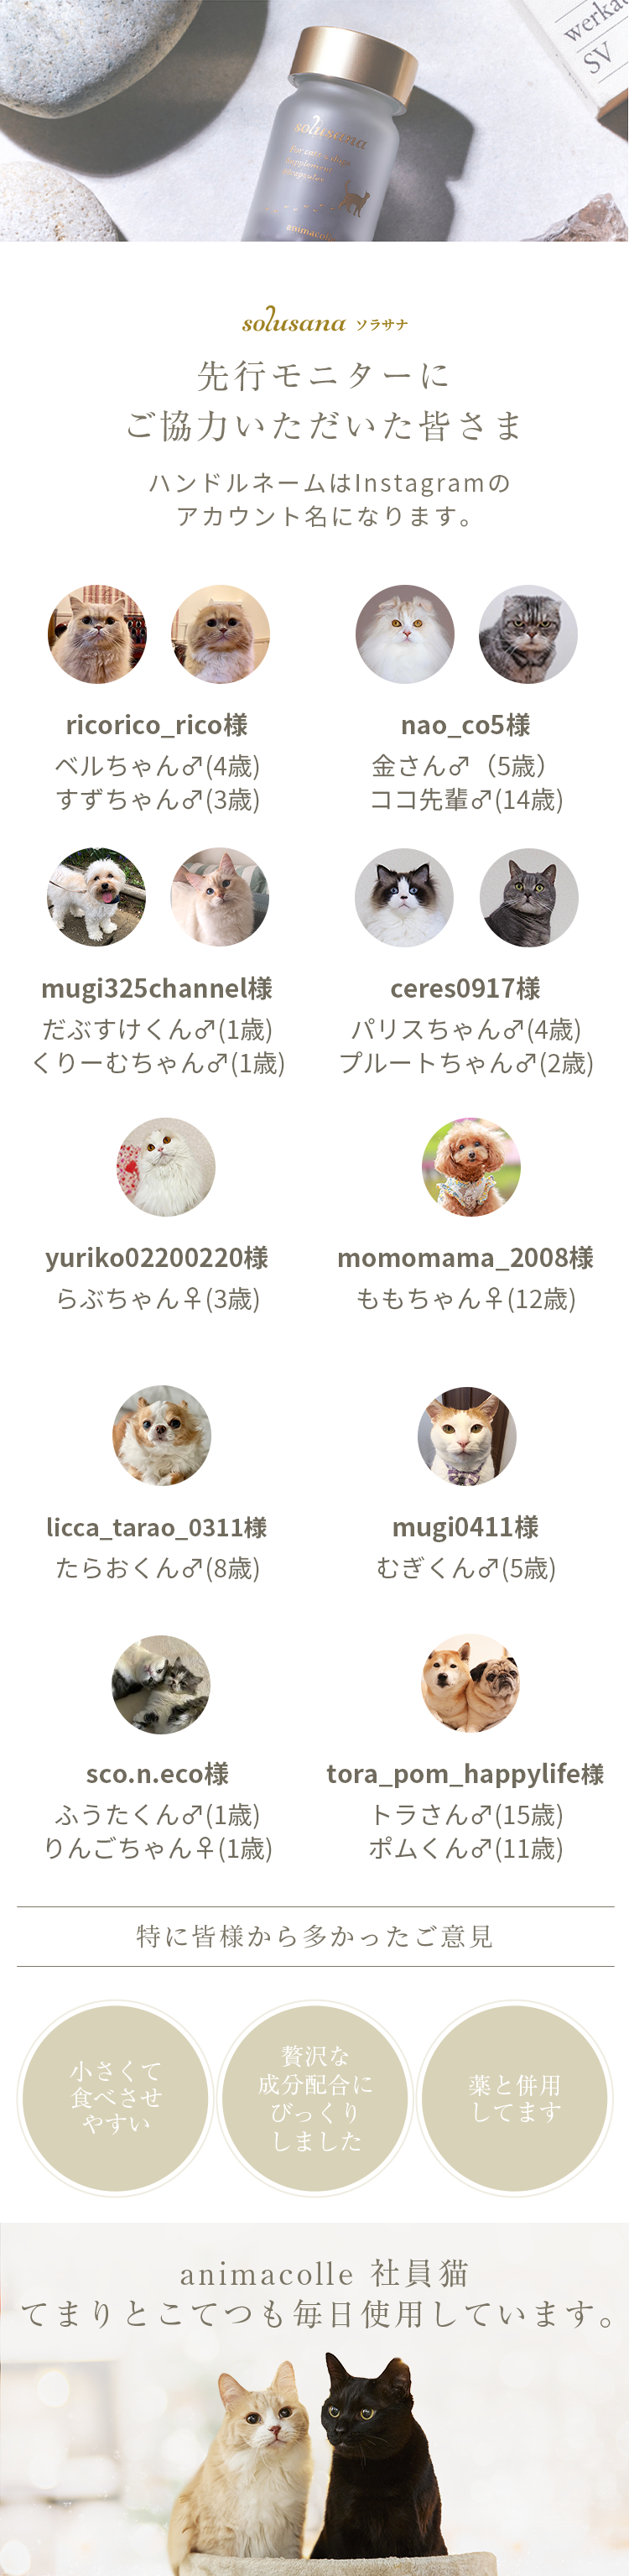 werka
SV
solusana
For cats & dogs
Supplement
animacolle
solusana ソラサナ
先行モニターに
ご協力いただいた皆さま
ハンドルネームはInstagramの
アカウント名になります。
ricorico_rico様
ベルちゃん♂(4歳)
すずちゃん♂(3歳)
nao_co5様
金さん♂（5歳）
ココ先輩♂(14歳)
mugi325channel様
だぶすけくん♂(1歳)
くりーむちゃん♂(1歳)
ceres0917様
パリスちゃん♂(4歳)
プルートちゃん♂(2歳)
yuriko02200220様
らぶちゃん♀(3歳)
momomama_2008様
ももちゃん♀(12歳)
licca_tarao_0311様
たらおくん♂(8歳)
mugi0411様
むぎくん♂(5歳)
sco.n.eco様
ふうたくん♂(1歳)
りんごちゃん♀(1歳)
tora_pom_happylife様
トラさん♂(15歳)
ポムくん♂(11歳)
特に皆様から多かったご意見
小さくて
食べさせ
やすい
贅沢な
成分配合に
びっくり
しました
薬と併用
してます
animacolle 社員猫
てまりとこてつも毎日使用しています。